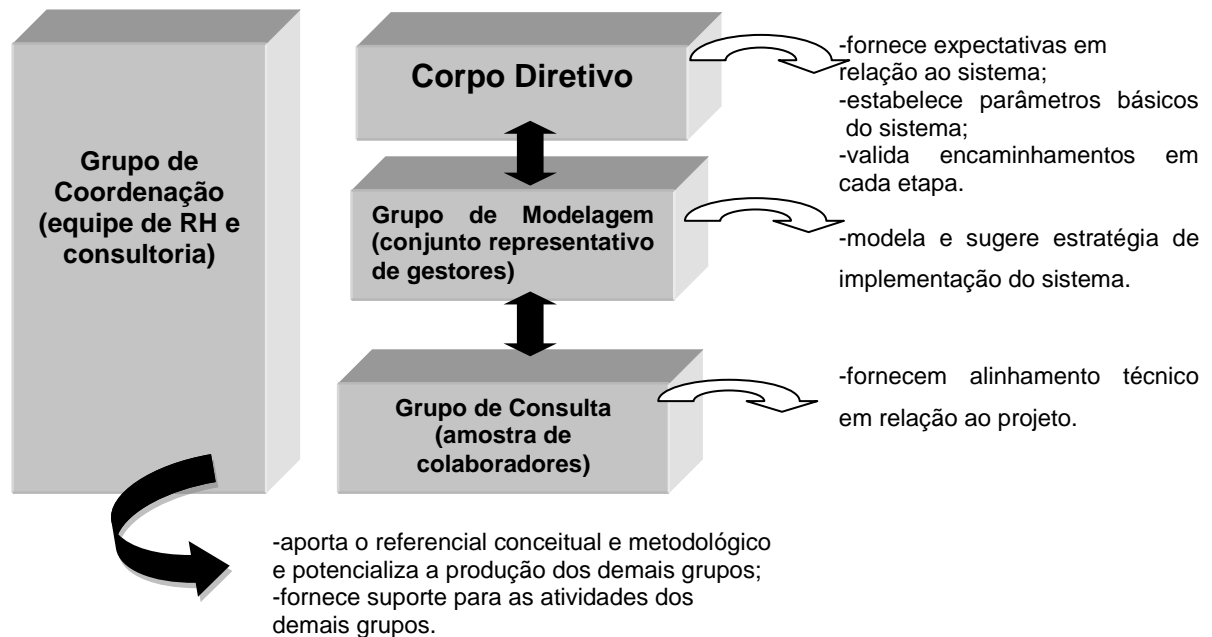 Grupo de
Coordenação
(equipe de RH e
consultoria)
-aporta o referencial conceitual e metodológico
e potencializa a produção dos demais grupos;
-fornece suporte para as atividades dos
demais grupos.
Corpo Diretivo
-fornece expectativas em
relação ao sistema;
-estabelece parâmetros básicos
do sistema;
-valida encaminhamentos em
cada etapa.
Grupo de Modelagem
(conjunto representativo
de gestores)
-modela e sugere estratégia de
implementação do sistema.
Grupo de Consulta
(amostra de
colaboradores)
-fornecem alinhamento técnico
em relação ao projeto.